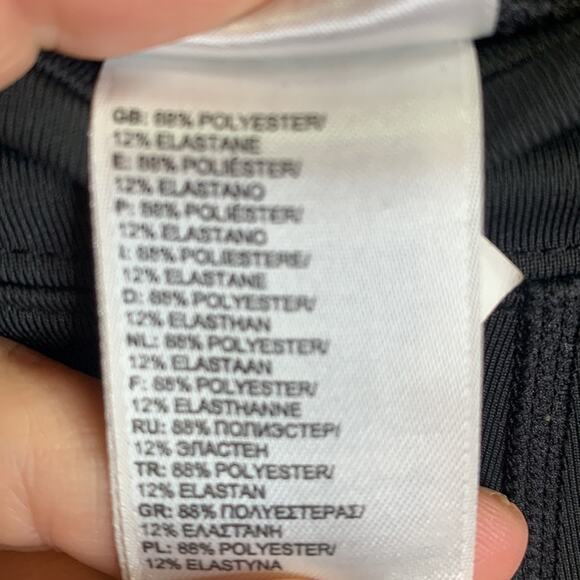 GB: 88% POLYESTER/
12% ELASTANE
E: 88% POLIÉSTER/
12% ELASTANO
P: 88% POLIÉSTER/
12% ELASTANO
I: 88% POLIESTERE/
12% ELASTANE
D: 88% POLYESTER/
12% ELASTHAN
NL: 88% POLYESTER/
12% ELASTAAN
F: 88% POLYESTER/
12% ELASTHANNE
RU: 88% ПОЛИЭСТЕР/
12% ЭЛАСТЕН
TR: 88% POLYESTER/
12% ELASTAN
GR: 88% ΠΟΛΥΕΣΤΕΡΑΣ/
12% ΕΛΑΣΤΑΝΗ
PL: 88% POLYESTER/
12% ELASTYNA